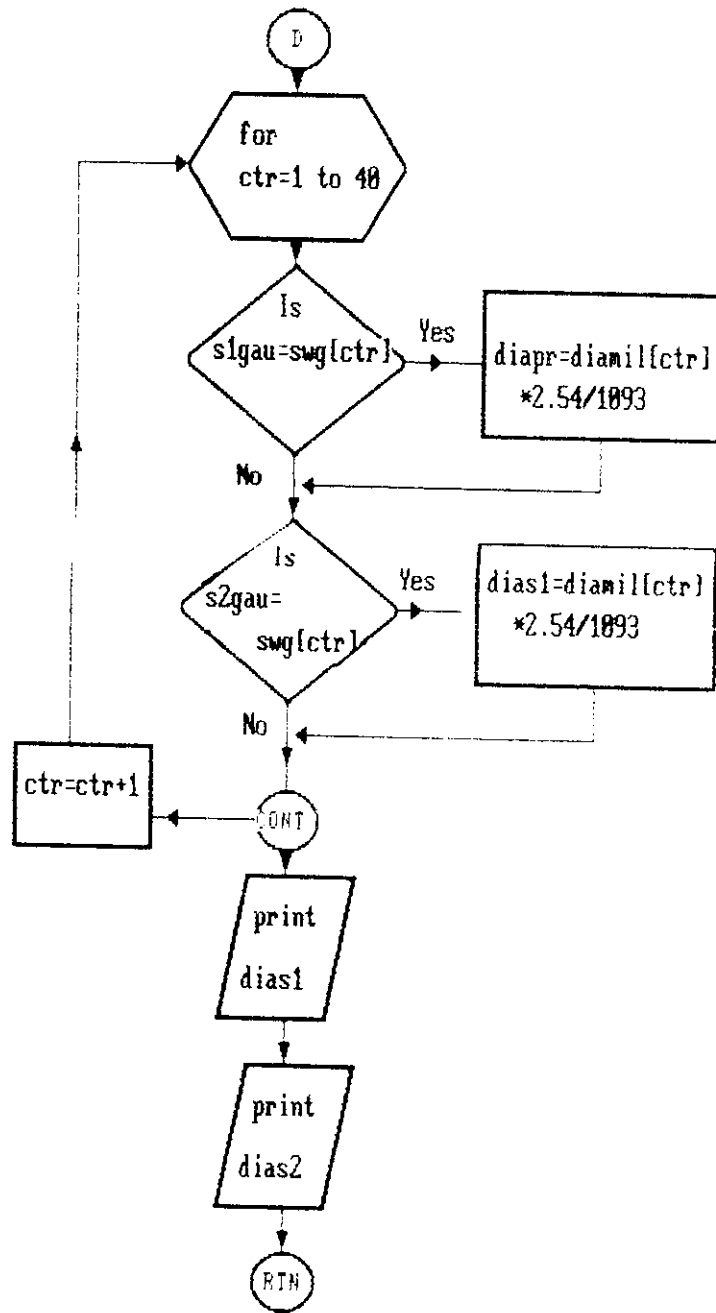 D
for
ctr=1 to 40
Is
s1gau=swg[ctr]
Yes
diapr=diamil[ctr]
*2.54/1093
No
Is
s2gau=
swg[ctr]
Yes
dias1=diamil[ctr]
*2.54/1093
No
ctr=ctr+1
CONT
print
dias1
print
dias2
RTN